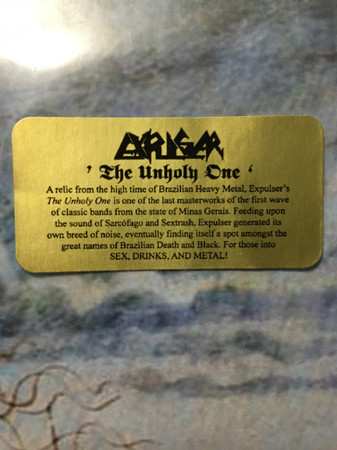 EXPULSER
’ The Unholy One ‘
A relic from the high time of Brazilian Heavy Metal, Expulser's
The Unholy One is one of the last masterworks of the first wave
of classic bands from the state of Minas Gerais. Feeding upon
the sound of Sarcófago and Sextrash, Expulser generated its
own breed of noise, eventually finding itself a spot amongst the
great names of Brazilian Death and Black. For those into
SEX, DRINKS, AND METAL!